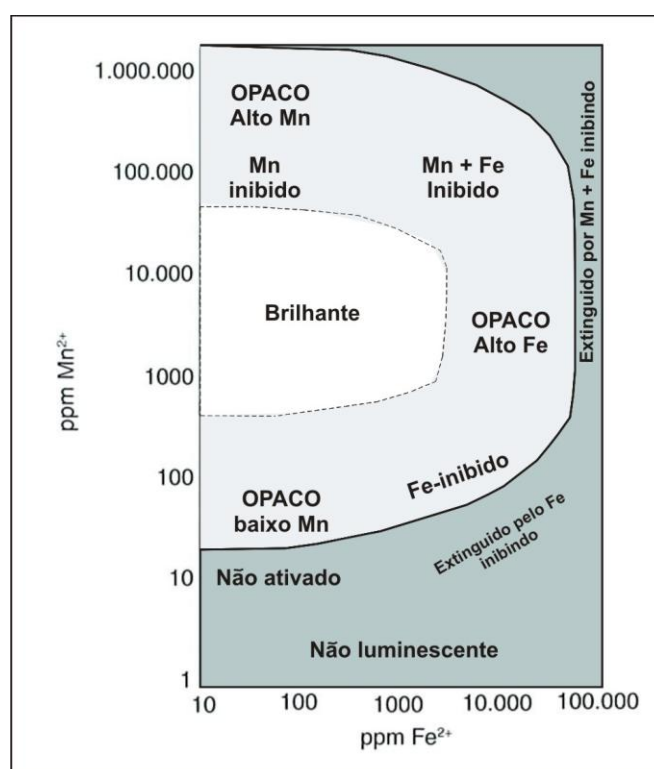 1.000.000
OPACO
Alto Mn
100.000
Mn
inibido
Mn + Fe
Inibido
Extinguido por Mn + Fe inibindo
10.000
Brilhante
OPACO
Alto Fe
ppm Mn²⁺
1000
100
Fe-inibido
OPACO
baixo Mn
Extinguido pelo Fe
inibindo
10
Não ativado
Não luminescente
1
10
100
1000
10.000
100.000
ppm Fe²⁺